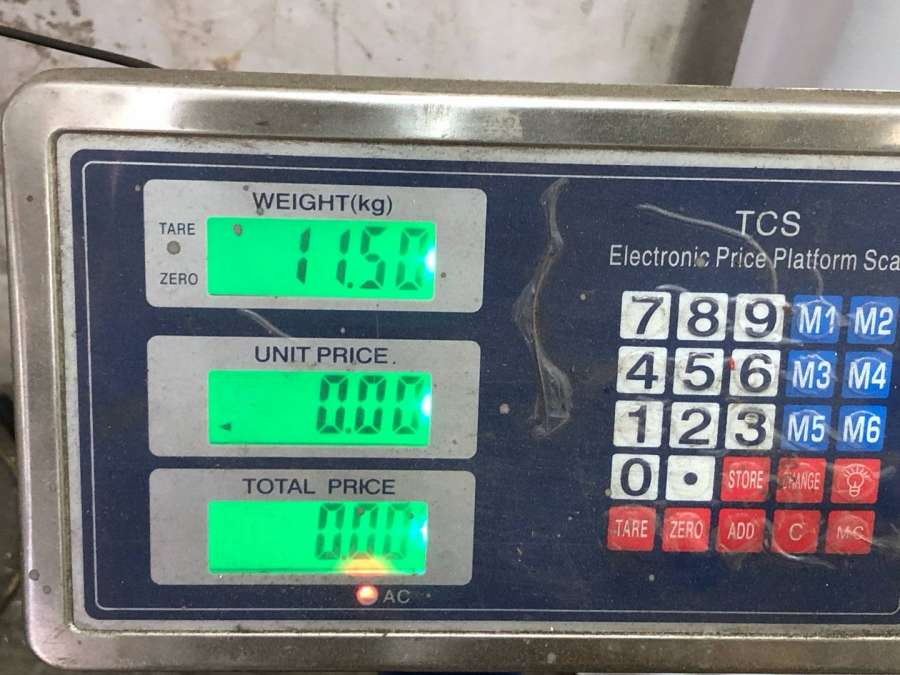 WEIGHT(kg)
TARE
11.50
ZERO
UNIT PRICE
0.00
TOTAL PRICE
0.00
AC
TCS
Electronic Price Platform
7 8 9 M1 M2
4 5 6 M3 M4
1 2 3 M5 M6
0 . STORE CHANGE
TARE ZERO ADD C MC